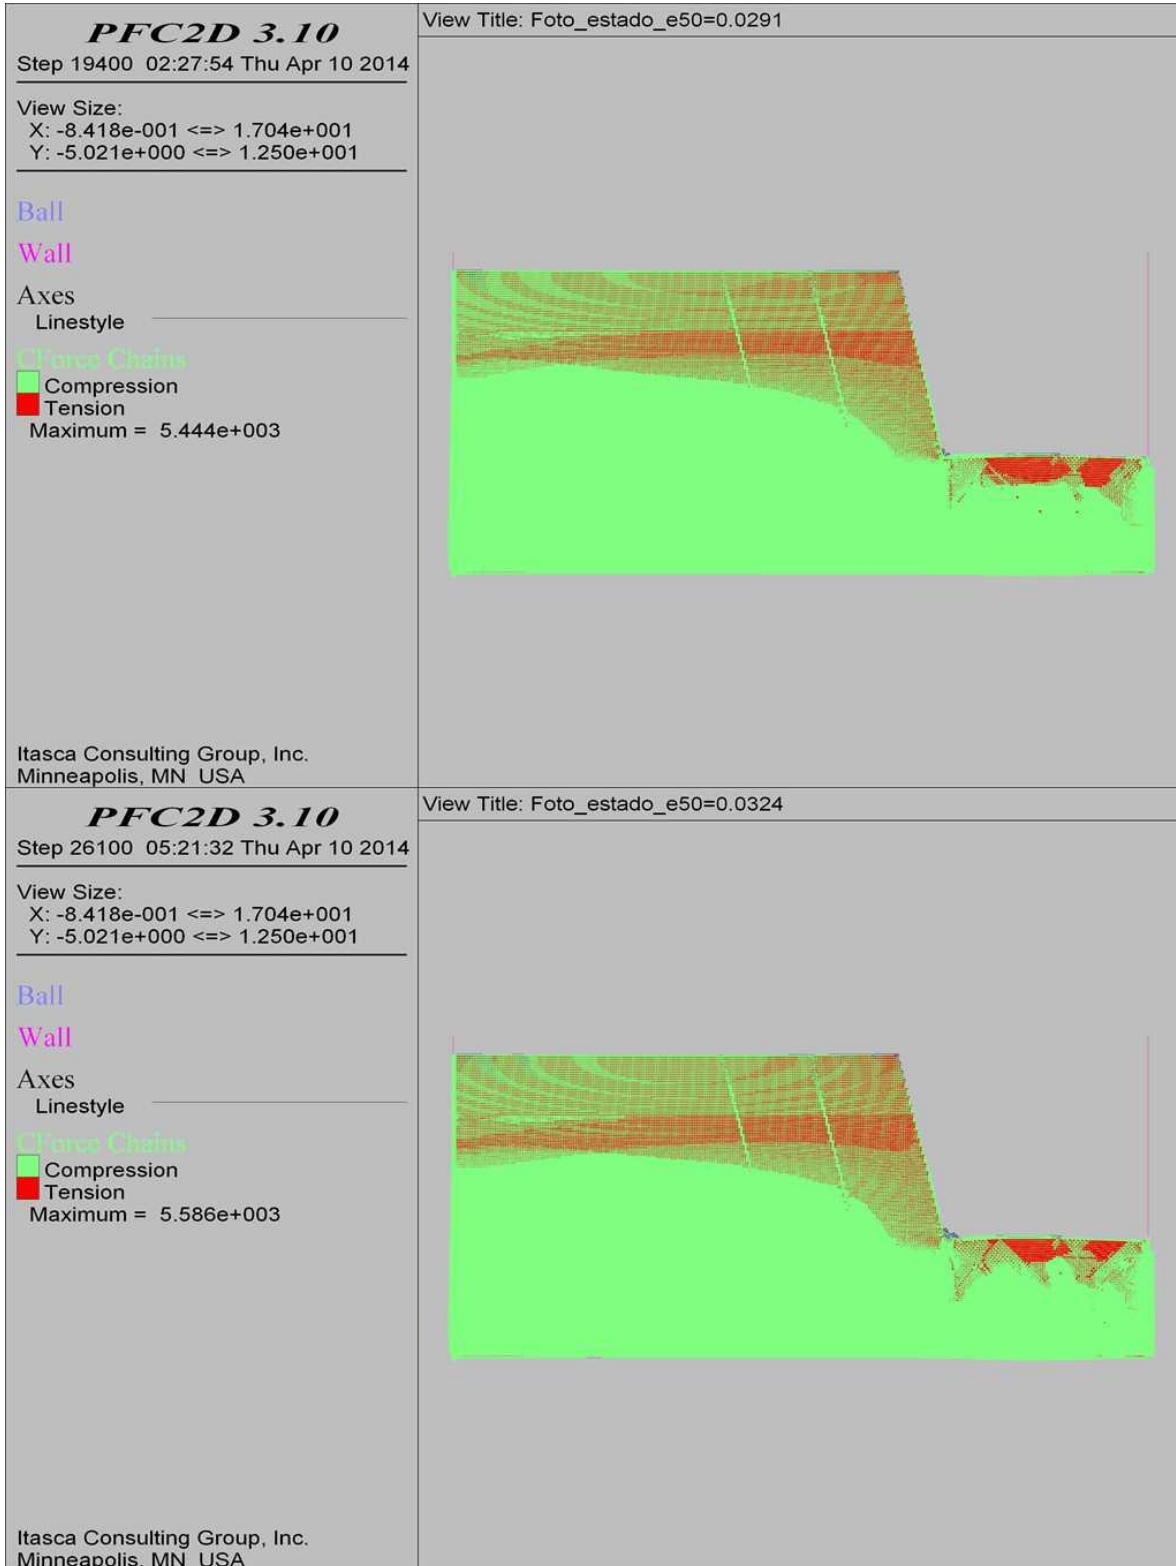 PFC2D 3.10
Step 19400 02:27:54 Thu Apr 10 2014
View Size:
X: -8.418e-001 <=> 1.704e+001
Y: -5.021e+000 <=> 1.250e+001
Ball
Wall
Axes
Linestyle
CForce Chains
Compression
Tension
Maximum = 5.444e+003
Itasca Consulting Group, Inc.
Minneapolis, MN USA
View Title: Foto_estado_e50=0.0291
PFC2D 3.10
Step 26100 05:21:32 Thu Apr 10 2014
View Size:
X: -8.418e-001 <=> 1.704e+001
Y: -5.021e+000 <=> 1.250e+001
Ball
Wall
Axes
Linestyle
CForce Chains
Compression
Tension
Maximum = 5.586e+003
Itasca Consulting Group, Inc.
Minneapolis, MN USA
View Title: Foto_estado_e50=0.0324